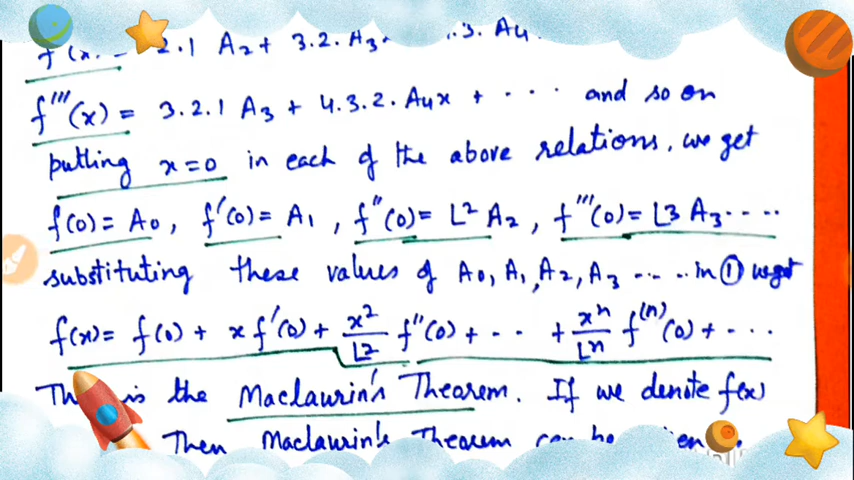 2.1 A2 + 3.2. A3
f'''(x) = 3.2.1 A3 + 4.3.2. A4x + · · · and so on
putting x=0 in each of the above relations, we get
f(0) = A0, f'(0) = A1, f''(0) = L2 A2, f'''(0) = L3 A3 · · · ·
substituting these values of A0, A1, A2, A3 · · · · in ① we get
f(x) = f(0) + x f'(0) + x²/L2 f''(0) + · · · + xⁿ/Ln f⁽ⁿ⁾(0) + · · ·
is the Maclaurin's Theorem. If we denote f(x)
Then Maclaurin's Theorem can be